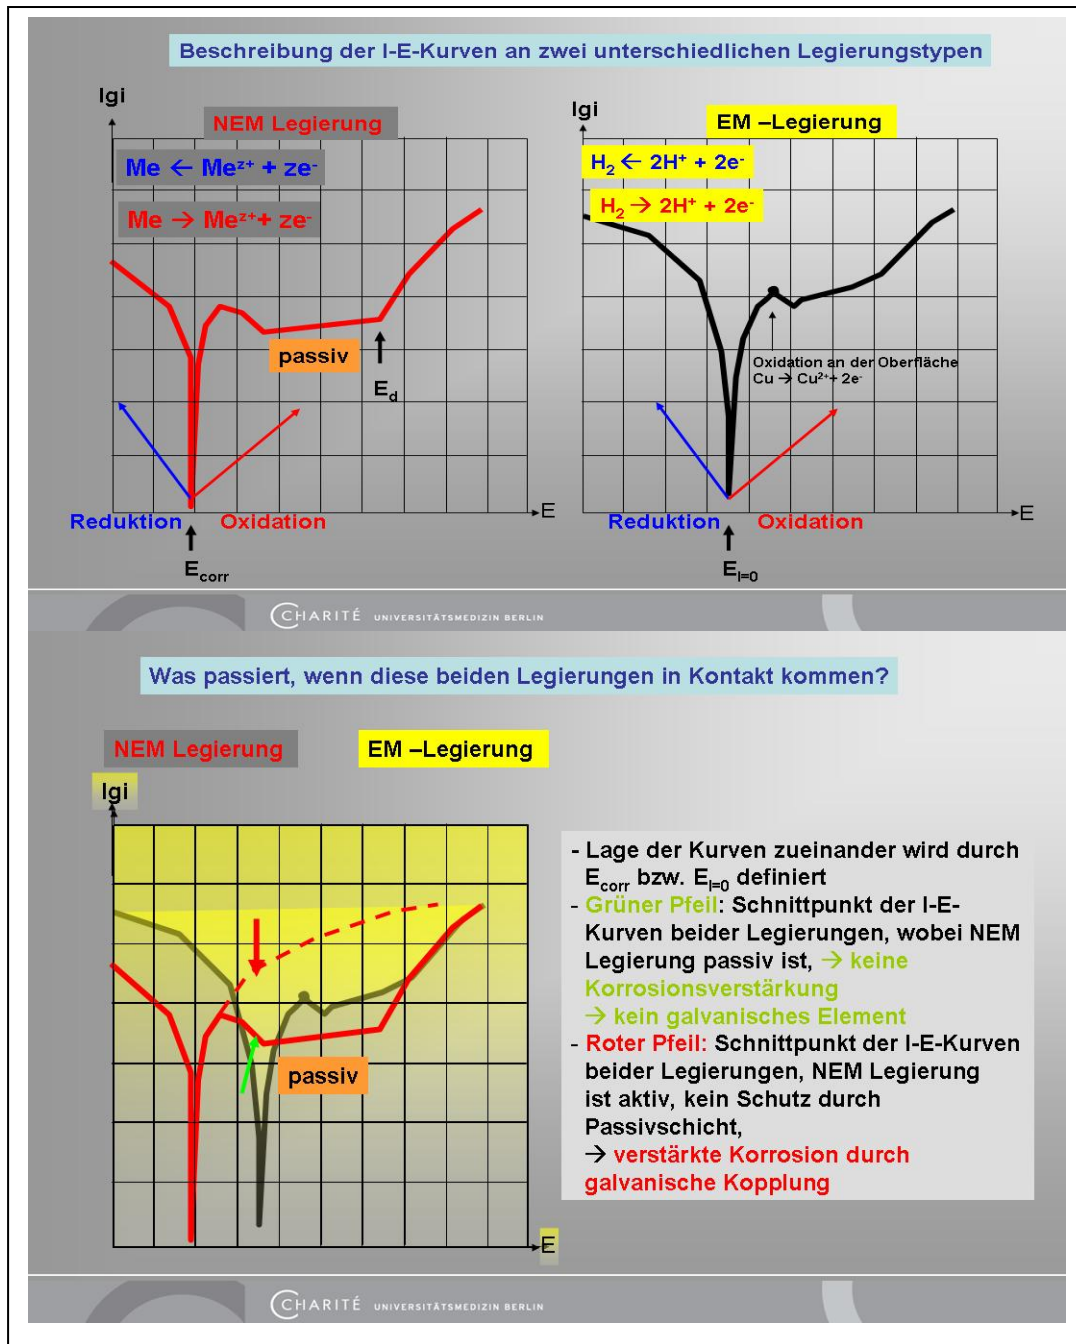 Beschreibung der I-E-Kurven an zwei unterschiedlichen Legierungstypen
lgi
NEM Legierung
Me ← Meᶻ⁺ + ze⁻
Me → Meᶻ⁺+ ze⁻
passiv
E_d
Reduktion
Oxidation
E
E_corr
lgi
EM –Legierung
H₂ ← 2H⁺ + 2e⁻
H₂ → 2H⁺ + 2e⁻
Oxidation an der Oberfläche
Cu → Cu²⁺+ 2e⁻
Reduktion
Oxidation
E
E_I=0
CHARITÉ UNIVERSITÄTSMEDIZIN BERLIN
Was passiert, wenn diese beiden Legierungen in Kontakt kommen?
NEM Legierung
EM –Legierung
lgi
passiv
E
- Lage der Kurven zueinander wird durch
E_corr bzw. E_I=0 definiert
- Grüner Pfeil: Schnittpunkt der I-E-
Kurven beider Legierungen, wobei NEM
Legierung passiv ist, → keine
Korrosionsverstärkung
→ kein galvanisches Element
- Roter Pfeil: Schnittpunkt der I-E-Kurven
beider Legierungen, NEM Legierung
ist aktiv, kein Schutz durch
Passivschicht,
→ verstärkte Korrosion durch
galvanische Kopplung
CHARITÉ UNIVERSITÄTSMEDIZIN BERLIN